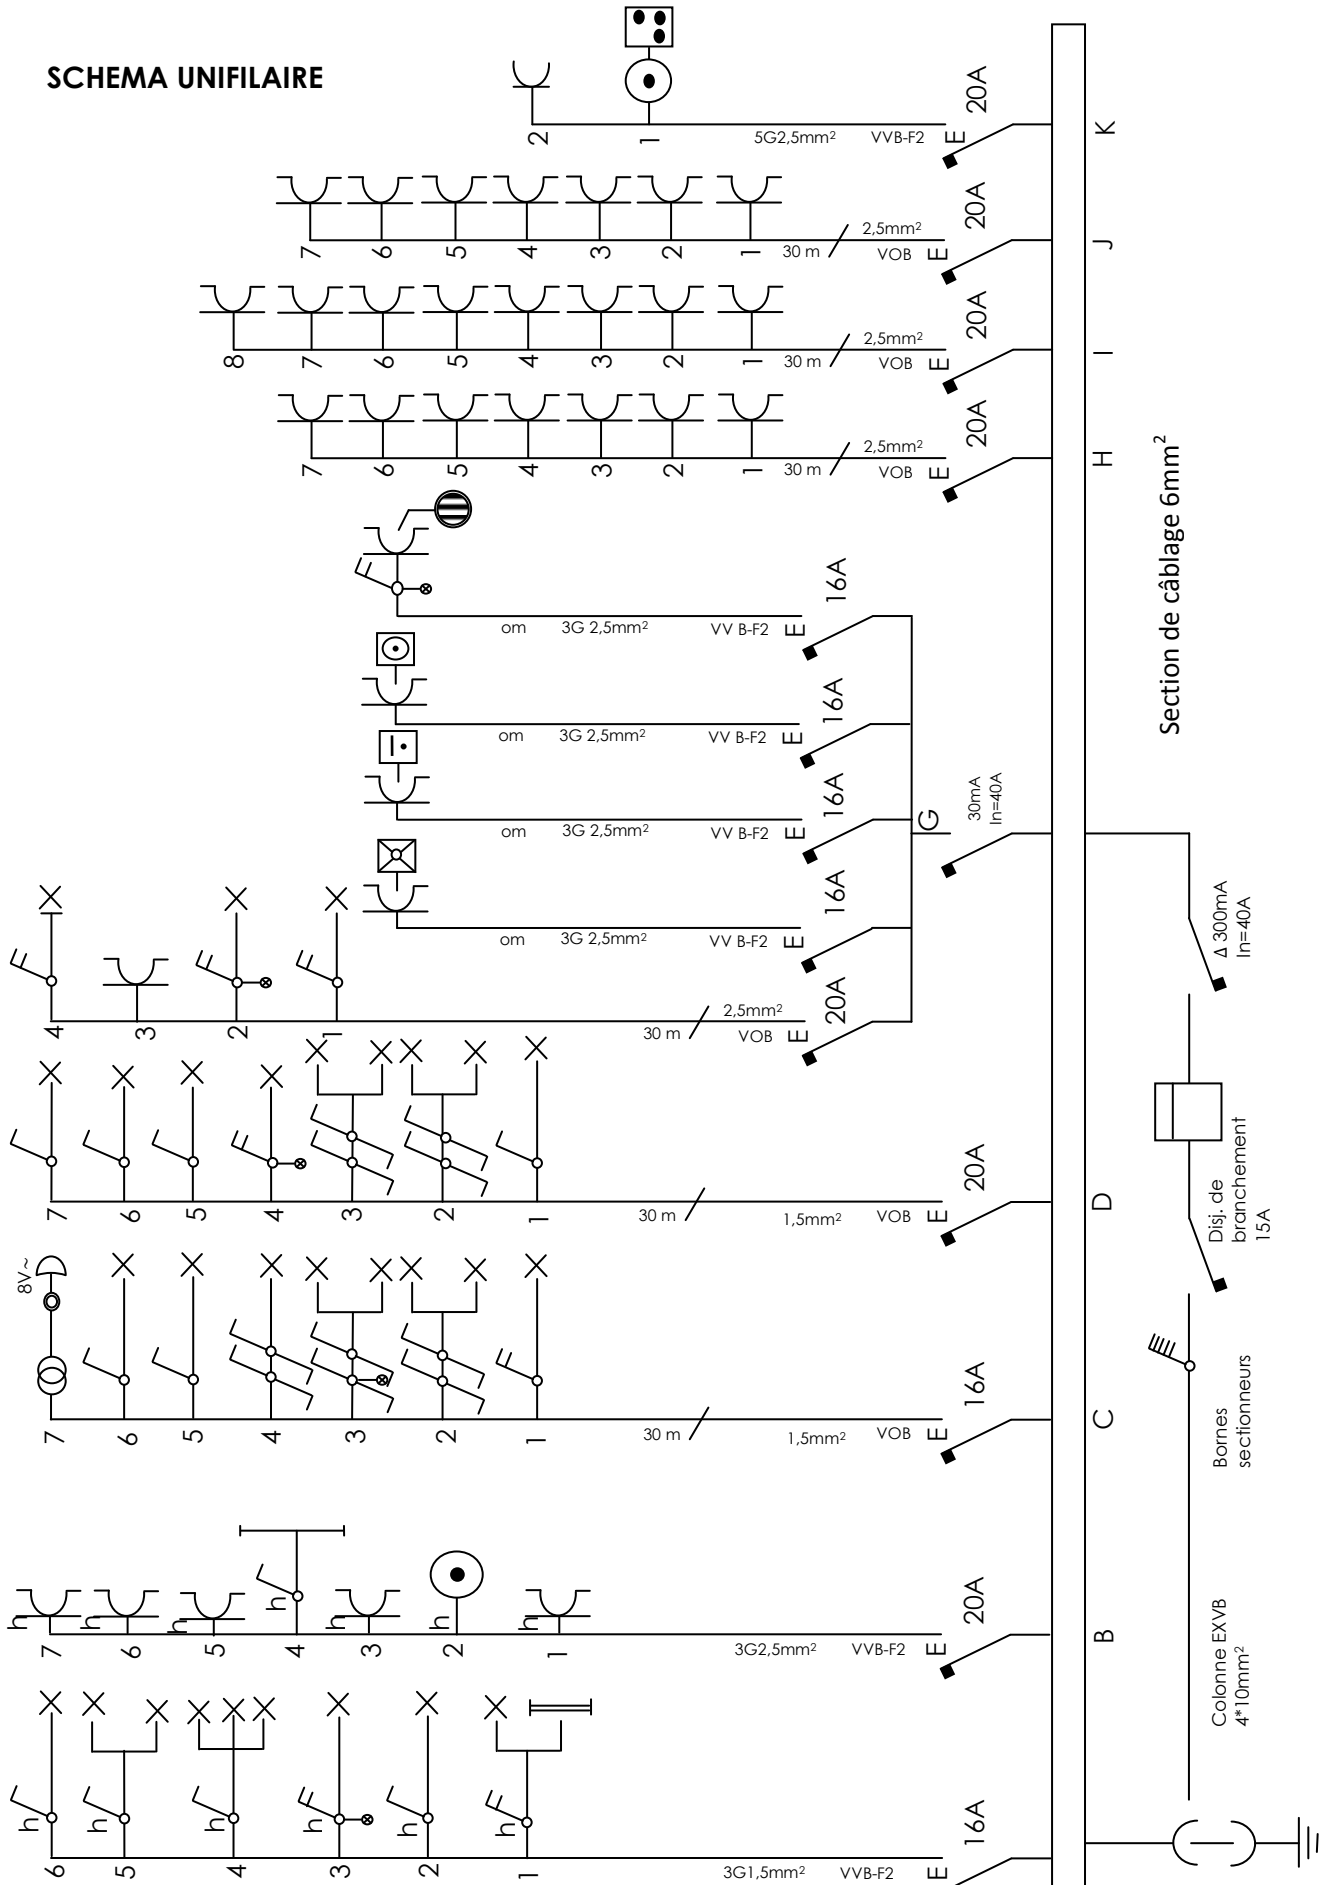 SCHEMA UNIFILAIRE
20A
2
1
5G2,5mm² VVB-F2 E
K
20A
7 6 5 4 3 2 1
30 m
2,5mm²
VOB E
J
20A
8 7 6 5 4 3 2 1
30 m
2,5mm²
VOB E
I
20A
7 6 5 4 3 2 1
30 m
2,5mm²
VOB E
H
Section de câblage 6mm²
16A
om 3G 2,5mm² VV B-F2 E
16A
om 3G 2,5mm² VV B-F2 E
16A
om 3G 2,5mm² VV B-F2 E
G
30mA
In=40A
16A
om 3G 2,5mm² VV B-F2 E
Δ 300mA
In=40A
20A
4 3 2 1
30 m
2,5mm²
VOB E
20A
7 6 5 4 3 2 1
30 m
1,5mm² VOB E
D
Disj. de
branchement
15A
8V~
16A
7 6 5 4 3 2 1
30 m
1,5mm² VOB E
C
Bornes
sectionneurs
20A
h h h h h h h
7 6 5 4 3 2 1
3G2,5mm² VVB-F2 E
B
Colonne EXVB
4*10mm²
16A
h h h h h h
6 5 4 3 2 1
3G1,5mm² VVB-F2 E